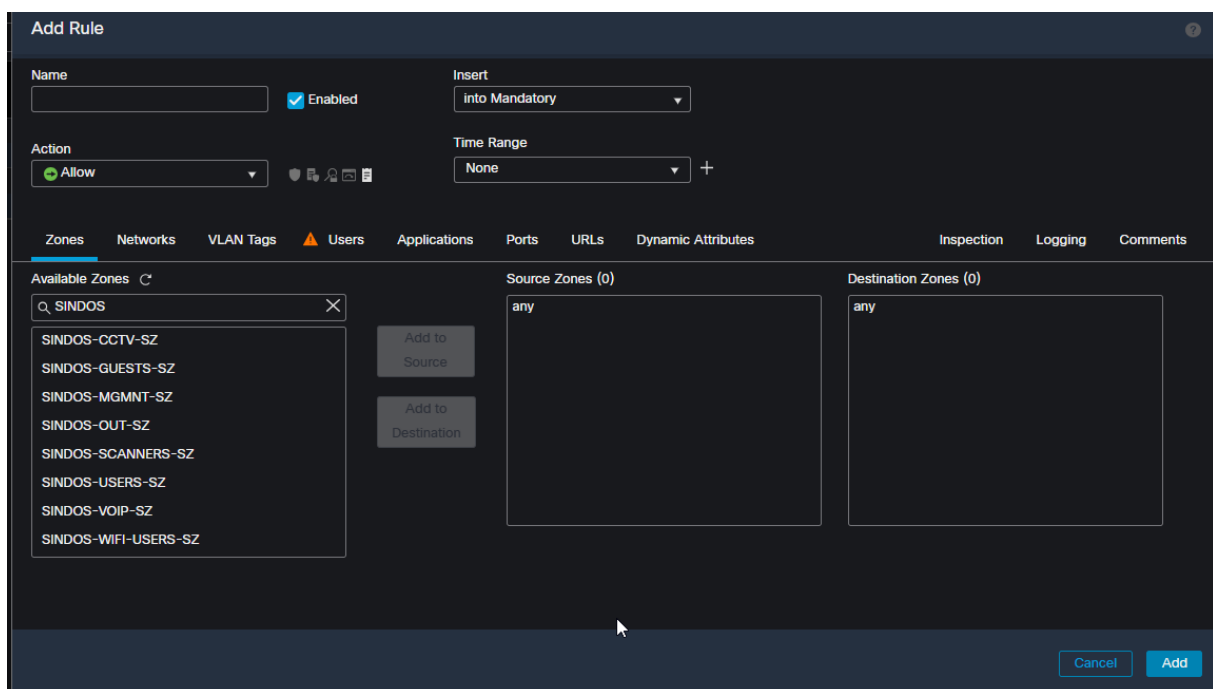 Add Rule
Name
Enabled
Insert
into Mandatory
Action
Allow
Time Range
None
Zones Networks VLAN Tags Users Applications Ports URLs Dynamic Attributes Inspection Logging Comments
Available Zones
SINDOS
SINDOS-CCTV-SZ
SINDOS-GUESTS-SZ
SINDOS-MGMNT-SZ
SINDOS-OUT-SZ
SINDOS-SCANNERS-SZ
SINDOS-USERS-SZ
SINDOS-VOIP-SZ
SINDOS-WIFI-USERS-SZ
Add to
Source
Add to
Destination
Source Zones (0)
any
Destination Zones (0)
any
Cancel
Add